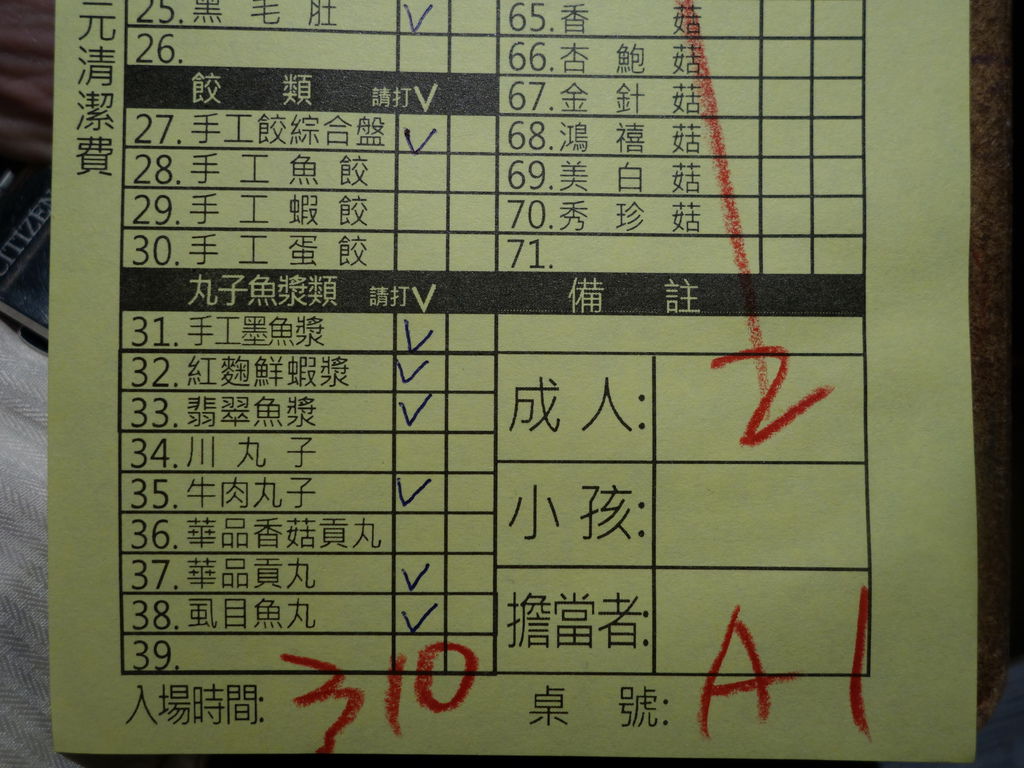 元清潔費
25. 黑毛肚 ✓
26.
餃類 請打✓
27. 手工餃綜合盤 ✓
28. 手工魚餃
29. 手工蝦餃
30. 手工蛋餃
丸子魚漿類 請打✓
31. 手工墨魚漿 ✓
32. 紅麴鮮蝦漿 ✓
33. 翡翠魚漿 ✓
34. 川丸子
35. 牛肉丸子 ✓
36. 華品香菇貢丸
37. 華品貢丸 ✓
38. 虱目魚丸 ✓
39.
入場時間: 310
65. 香菇
66. 杏鮑菇
67. 金針菇
68. 鴻禧菇
69. 美白菇
70. 秀珍菇
71.
備註
成人: 2
小孩:
擔當者:
桌號: A1
CITIZEN